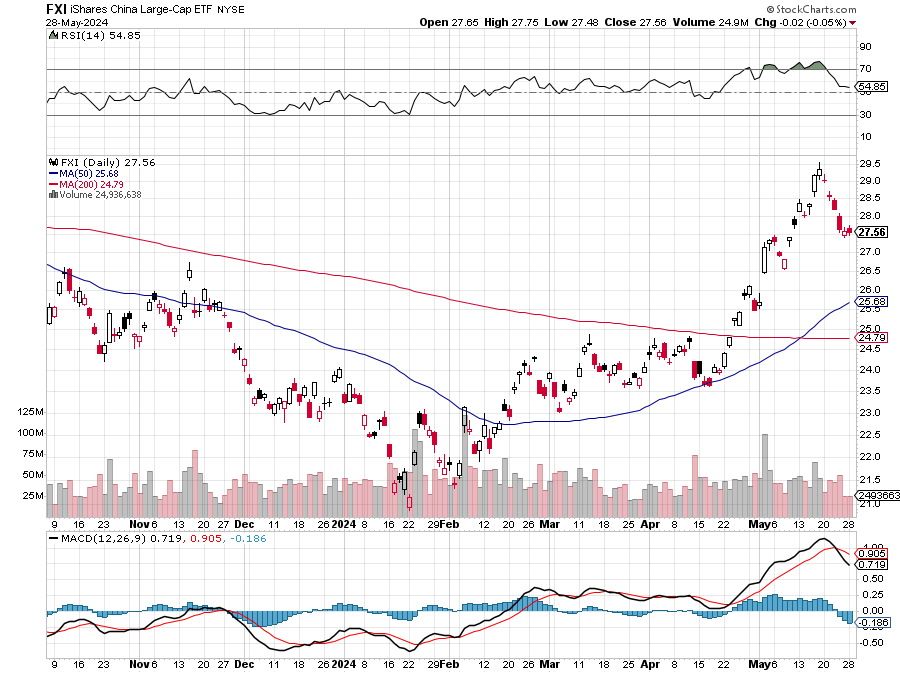 FXI iShares China Large-Cap ETF NYSE © StockCharts.com
28-May-2024 Open 27.65 High 27.75 Low 27.48 Close 27.56 Volume 24.9M Chg -0.02 (-0.05%)
RSI(14) 54.85
90
70
54.85
30
10
FXI (Daily) 27.56
MA(50) 25.68
MA(200) 24.79
Volume 24,936,638
29.5
29.0
28.5
28.0
27.56
27.0
26.5
26.0
25.68
25.5
25.0
24.79
24.5
24.0
23.5
23.0
22.5
22.0
21.5
2493663
21.0
125M
100M
75M
50M
25M
9 16 23 Nov 6 13 20 27 Dec 11 18 26 2024 8 16 22 29 Feb 12 20 26 Mar 11 18 25 Apr 8 15 22 May 6 13 20 28
MACD(12,26,9) 0.719, 0.905, -0.186
1.00
0.905
0.719
0.50
0.25
0.00
-0.186
-0.25
-0.50
9 16 23 Nov 6 13 20 27 Dec 11 18 26 2024 8 16 22 29 Feb 12 20 26 Mar 11 18 25 Apr 8 15 22 May 6 13 20 28